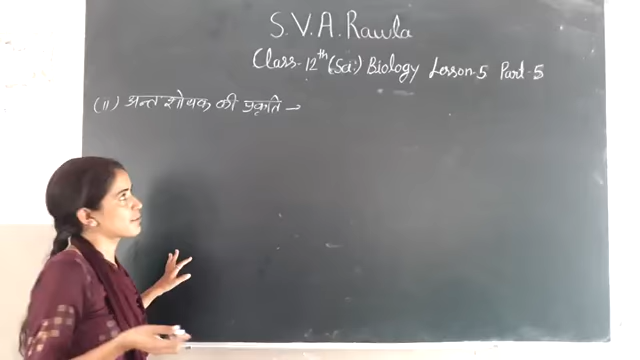 S.V.A. Rawla
Class-12th (Sci:) Biology Lesson-5 Part-5
(ii) अन्त शोषक की प्रकृति →